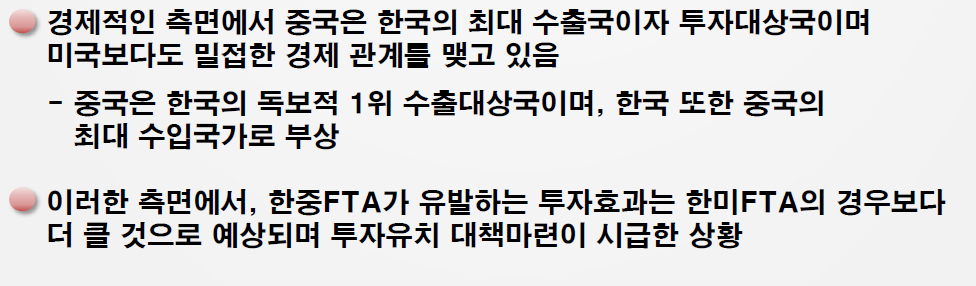 경제적인 측면에서 중국은 한국의 최대 수출국이자 투자대상국이며
미국보다도 밀접한 경제 관계를 맺고 있음
- 중국은 한국의 독보적 1위 수출대상국이며, 한국 또한 중국의
최대 수입국가로 부상
이러한 측면에서, 한중FTA가 유발하는 투자효과는 한미FTA의 경우보다
더 클 것으로 예상되며 투자유치 대책마련이 시급한 상황